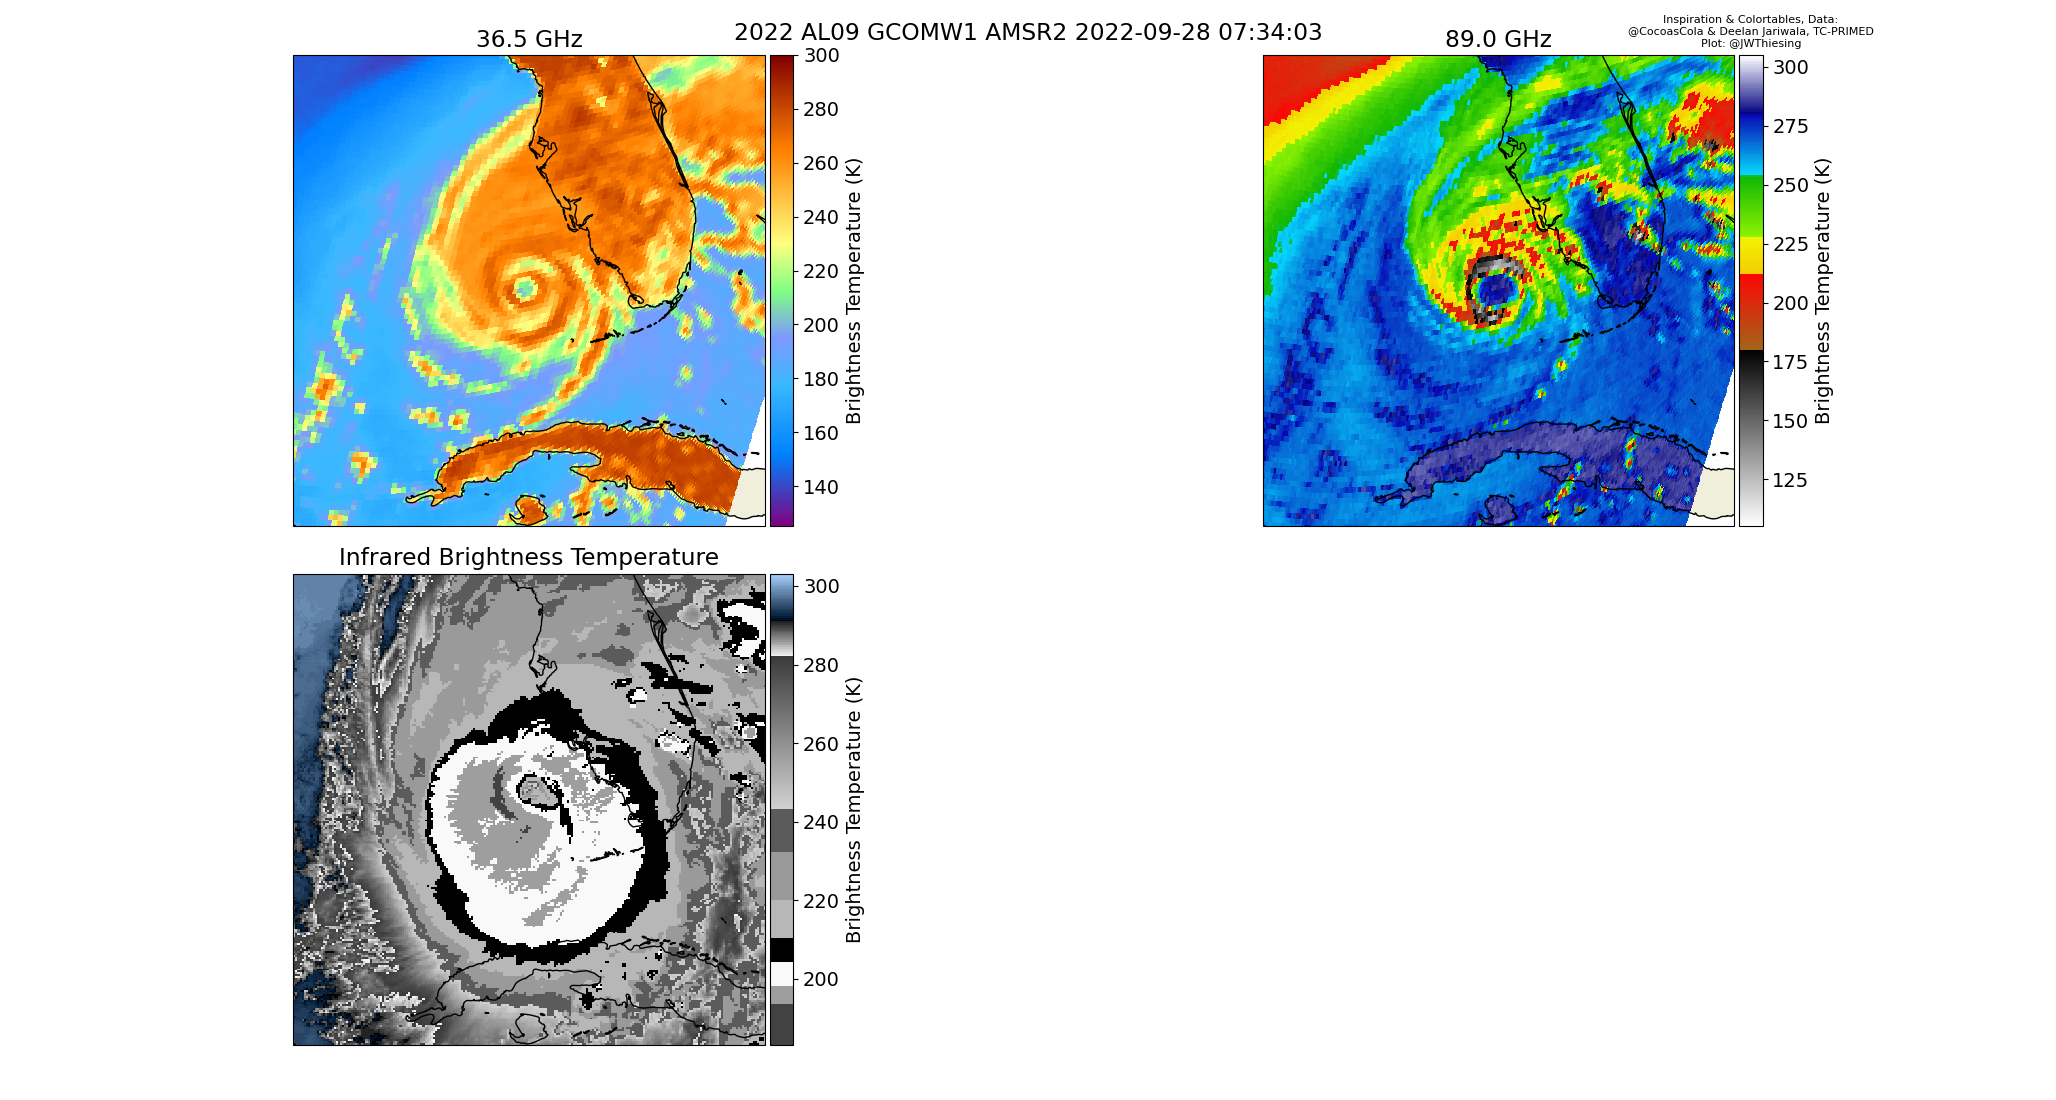 2022 AL09 GCOMW1 AMSR2 2022-09-28 07:34:03
Inspiration & Colortables, Data:
@CocoasCola & Deelan Jariwala, TC-PRIMED
Plot: @JWThiesing
36.5 GHz
300
280
260
240
220
200
180
160
140
Brightness Temperature (K)
89.0 GHz
300
275
250
225
200
175
150
125
Brightness Temperature (K)
Infrared Brightness Temperature
300
280
260
240
220
200
Brightness Temperature (K)